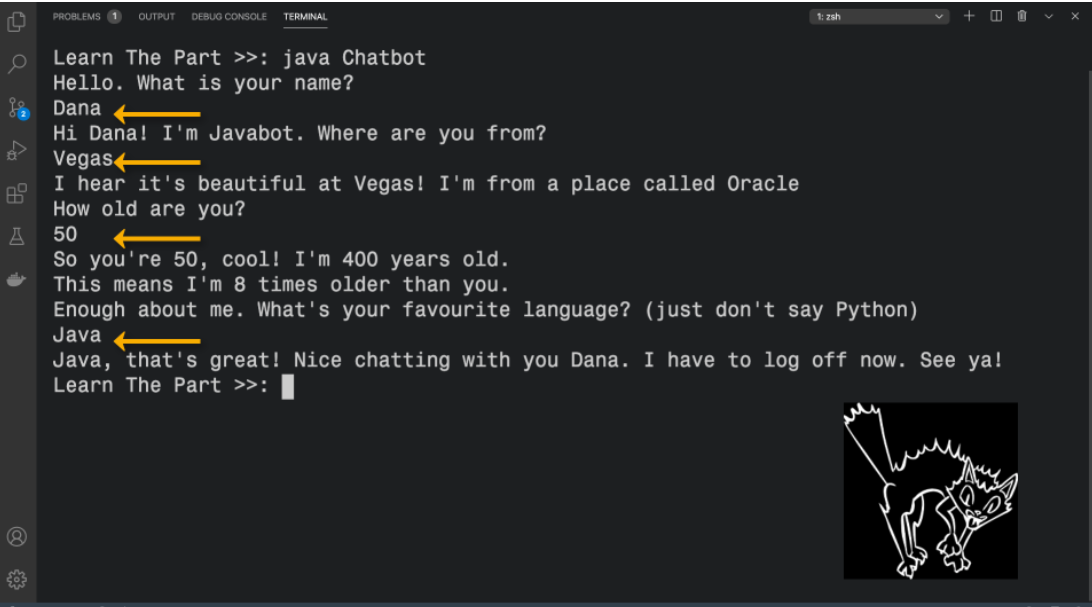 PROBLEMS 1 OUTPUT DEBUG CONSOLE TERMINAL 1: zsh
Learn The Part >>: java Chatbot
Hello. What is your name?
Dana
Hi Dana! I'm Javabot. Where are you from?
Vegas
I hear it's beautiful at Vegas! I'm from a place called Oracle
How old are you?
50
So you're 50, cool! I'm 400 years old.
This means I'm 8 times older than you.
Enough about me. What's your favourite language? (just don't say Python)
Java
Java, that's great! Nice chatting with you Dana. I have to log off now. See ya!
Learn The Part >>:
2